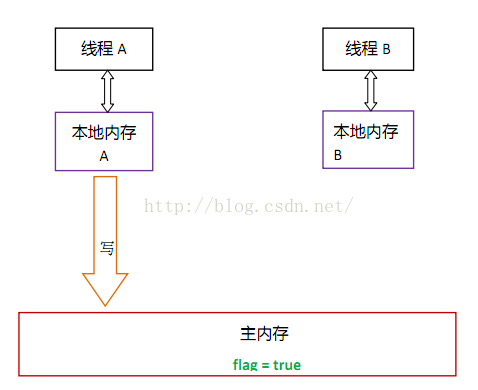 线程 A
线程 B
本地内存
A
本地内存
B
http://blog.csdn.net/
写
主内存
flag = true